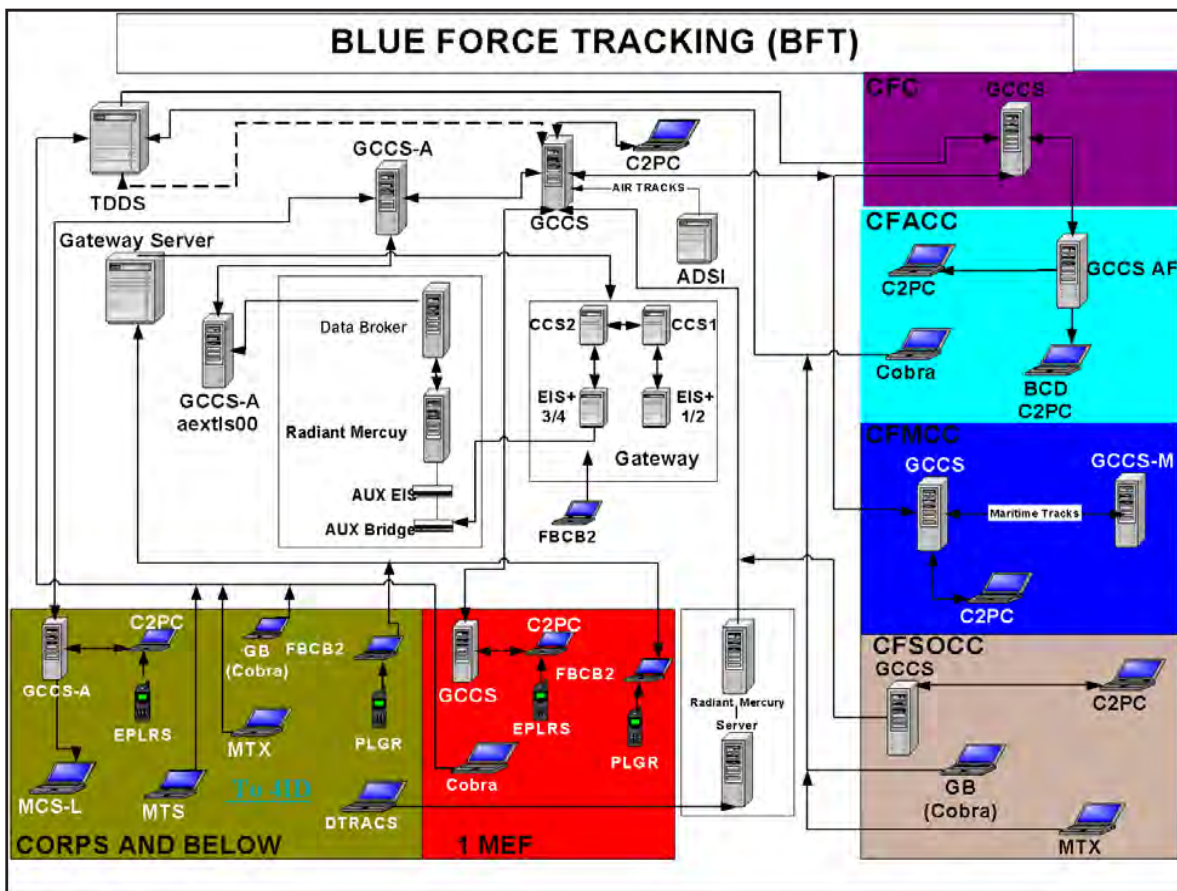 BLUE FORCE TRACKING (BFT)
TDDS
GCCS-A
GCCS
C2PC
AIR TRACKS
ADSI
Gateway Server
GCCS-A
aextls00
Data Broker
Radiant Mercuy
AUX EIS
AUX Bridge
CCS2
CCS1
EIS+
3/4
EIS+
1/2
Gateway
FBCB2
CFC
GCCS
CFACC
C2PC
GCCS AF
Cobra
BCD
C2PC
CFMCC
GCCS
GCCS-M
Maritime Tracks
C2PC
CFSOCC
GCCS
C2PC
GB
(Cobra)
MTX
C2PC
GCCS-A
EPLRS
GB
(Cobra)
FBCB2
PLGR
MTX
MCS-L
MTS
To 4ID
DTRACS
CORPS AND BELOW
C2PC
GCCS
FBCB2
EPLRS
PLGR
Cobra
1 MEF
Radiant Mercury
Server